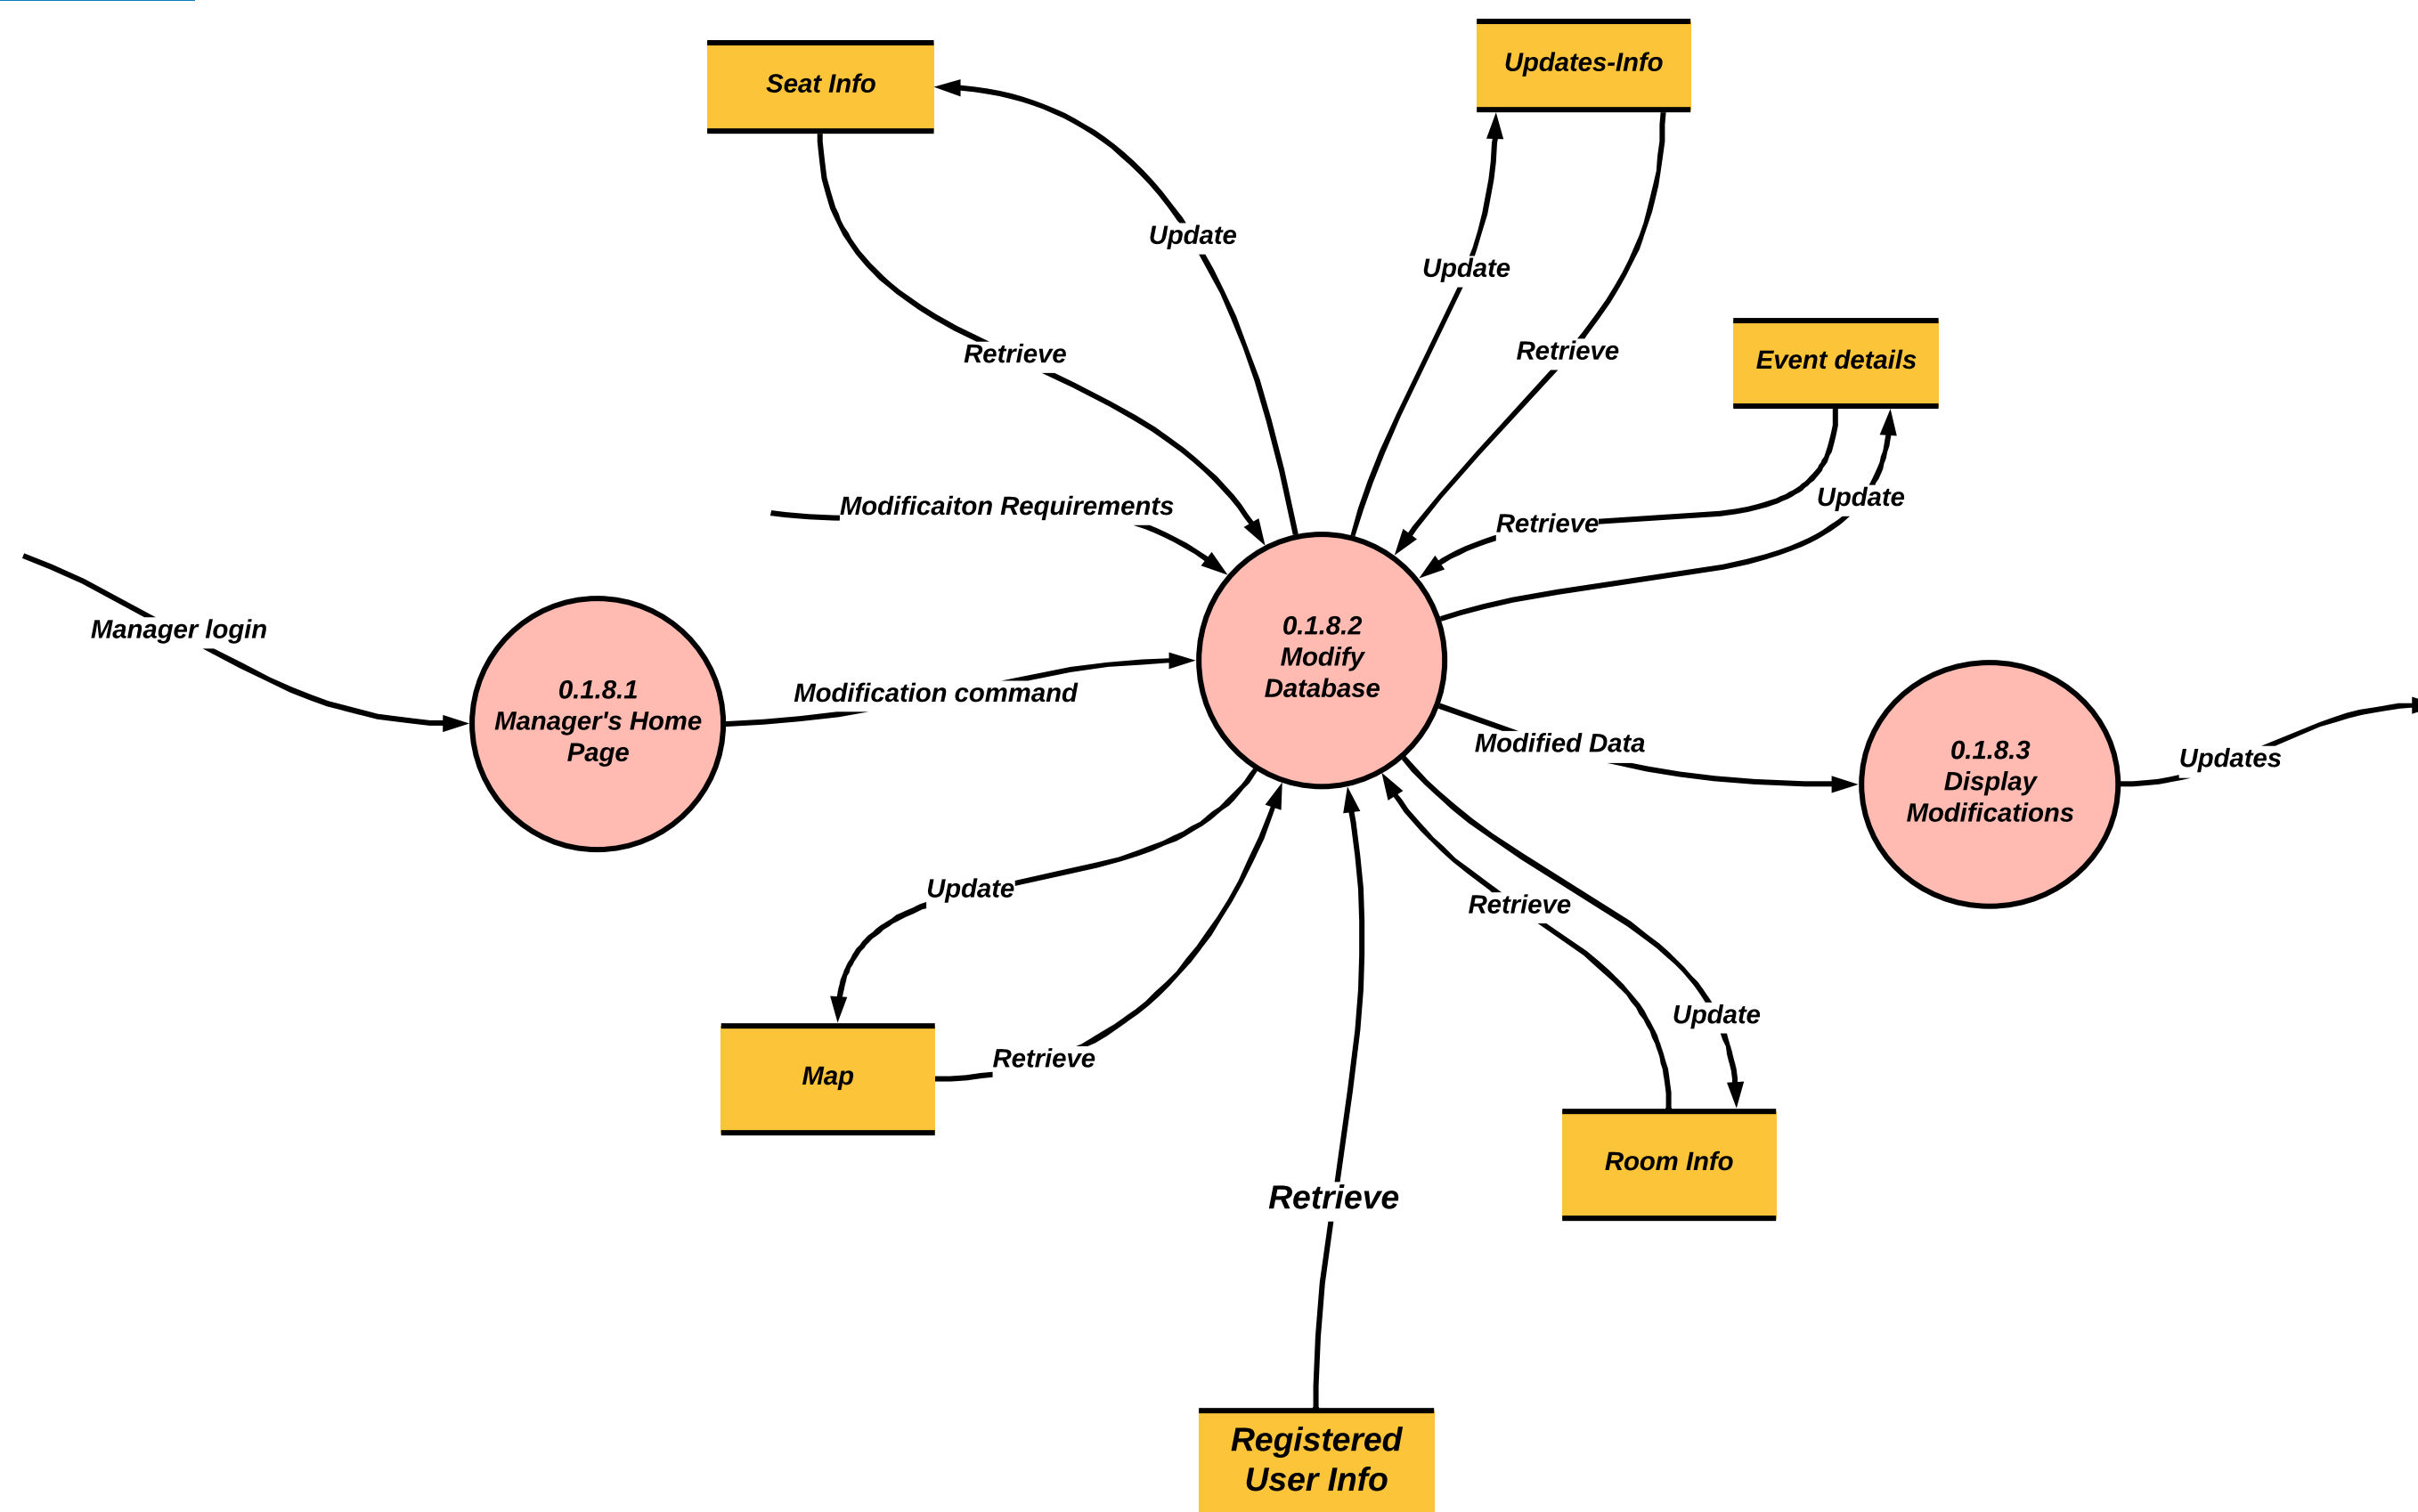 Updates-Info
Seat Info
Update
Update
Retrieve
Retrieve
Event details
Update
Modificaiton Requirements
Retrieve
Manager login
0.1.8.2
Modify
Database
0.1.8.1
Manager's Home
Page
Modification command
Modified Data
0.1.8.3
Display
Modifications
Updates
Update
Retrieve
Update
Retrieve
Map
Room Info
Retrieve
Registered
User Info